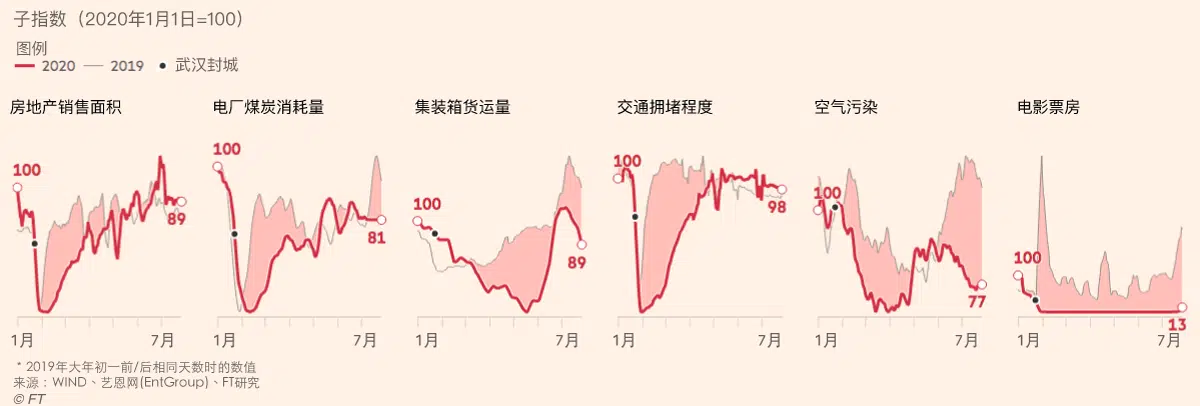 子指数（2020年1月1日=100）
图例
2020 2019 武汉封城
房地产销售面积 电厂煤炭消耗量 集装箱货运量 交通拥堵程度 空气污染 电影票房
100 100 100 100 100 100
89 81 89 98 77 13
1月 7月 1月 7月 1月 7月 1月 7月 1月 7月 1月 7月
* 2019年大年初一前/后相同天数时的数值
来源：WIND、艺恩网(EntGroup)、FT研究
© FT